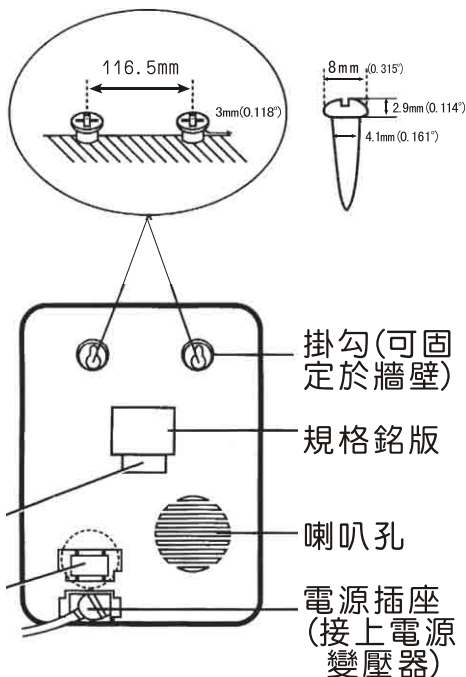 116.5mm
3mm(0.118")
8mm (0.315")
2.9mm(0.114")
4.1mm(0.161")
掛勾(可固
定於牆壁)
規格銘版
喇叭孔
電源插座
(接上電源
變壓器)